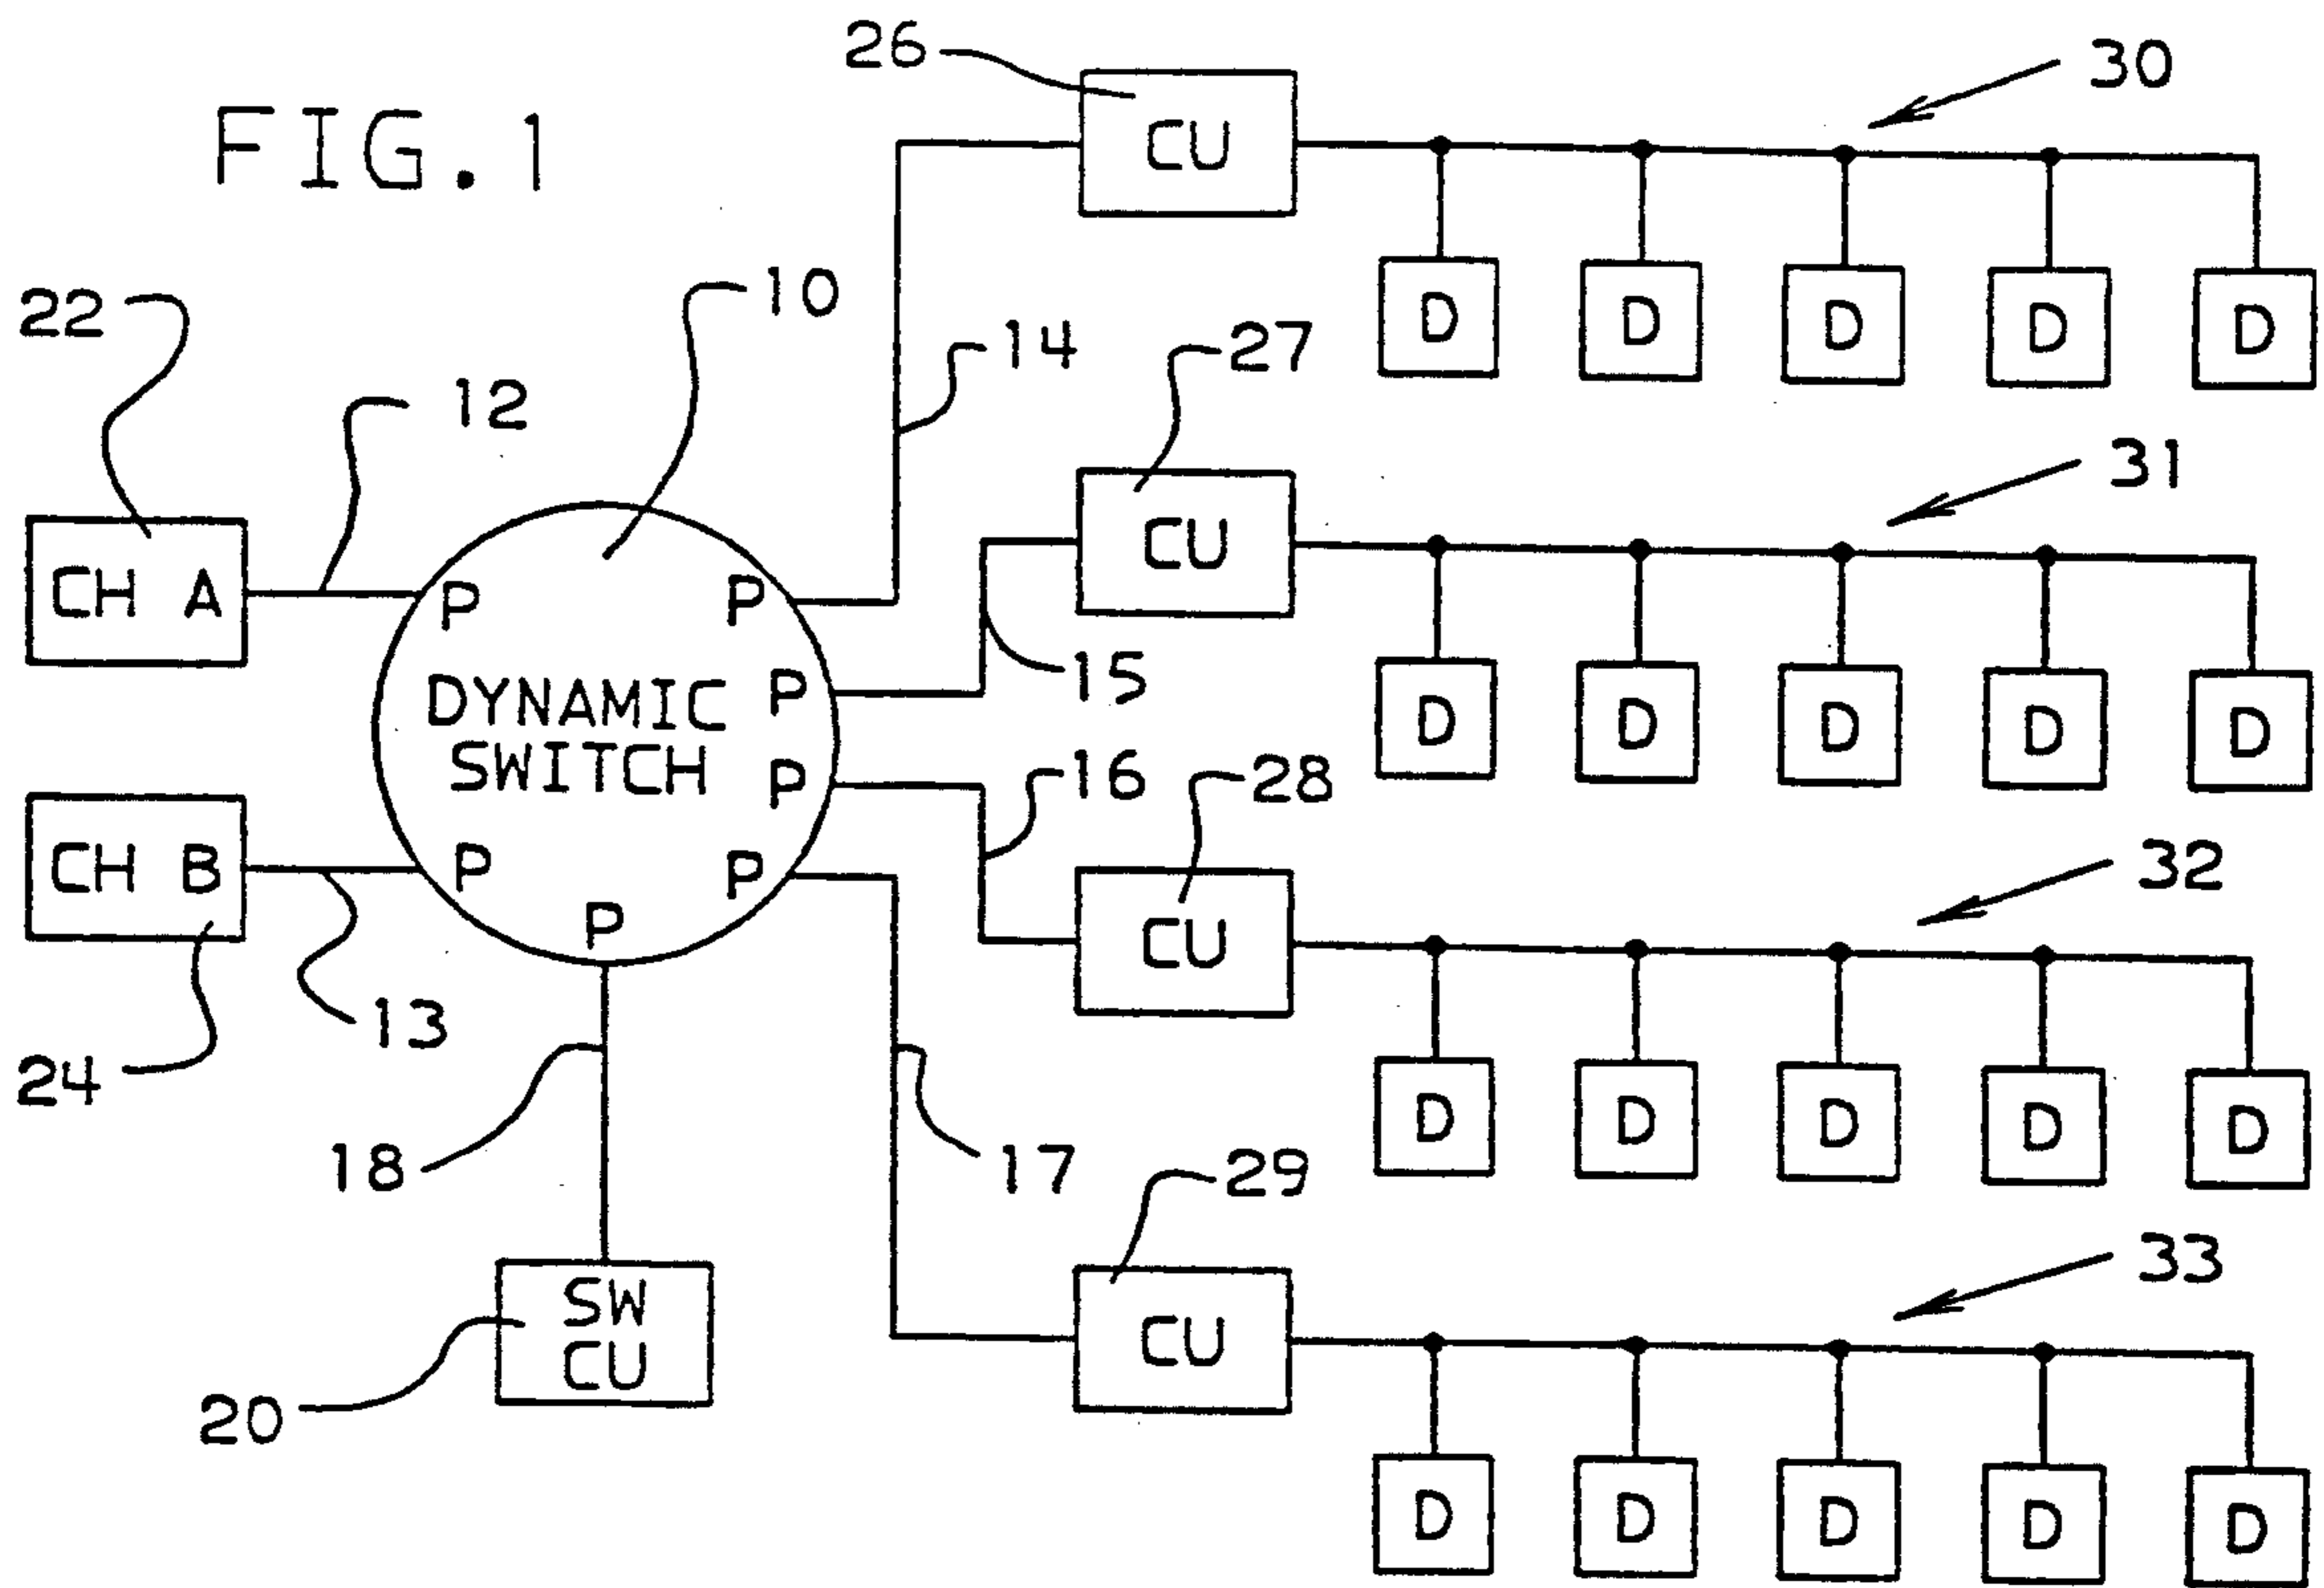 FIG. 1
26
30
CU
D D D D D
22
12
10
14
27
31
CH A
P
P
CU
D D D D D
DYNAMIC
SWITCH
P
P
15
16
28
32
CH B
P
P
P
CU
D D D D D
24
13
18
17
29
33
SW
CU
20
CU
D D D D D